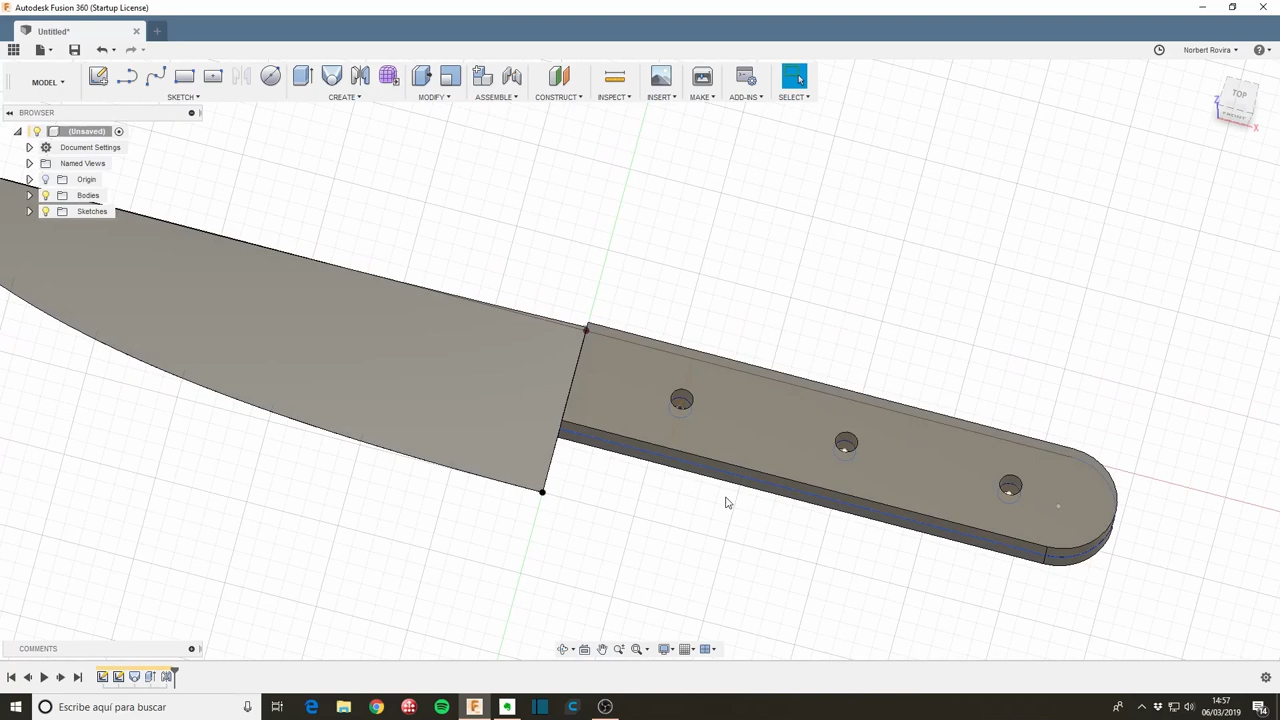 Autodesk Fusion 360 (Startup License)
Untitled*
Norbert Rovira
MODEL
SKETCH
CREATE
MODIFY
ASSEMBLE
CONSTRUCT
INSPECT
INSERT
MAKE
ADD-INS
SELECT
TOP
FRONT
Z
X
BROWSER
(Unsaved)
Document Settings
Named Views
Origin
Bodies
Sketches
COMMENTS
Escribe aquí para buscar
14:57
06/03/2019
14